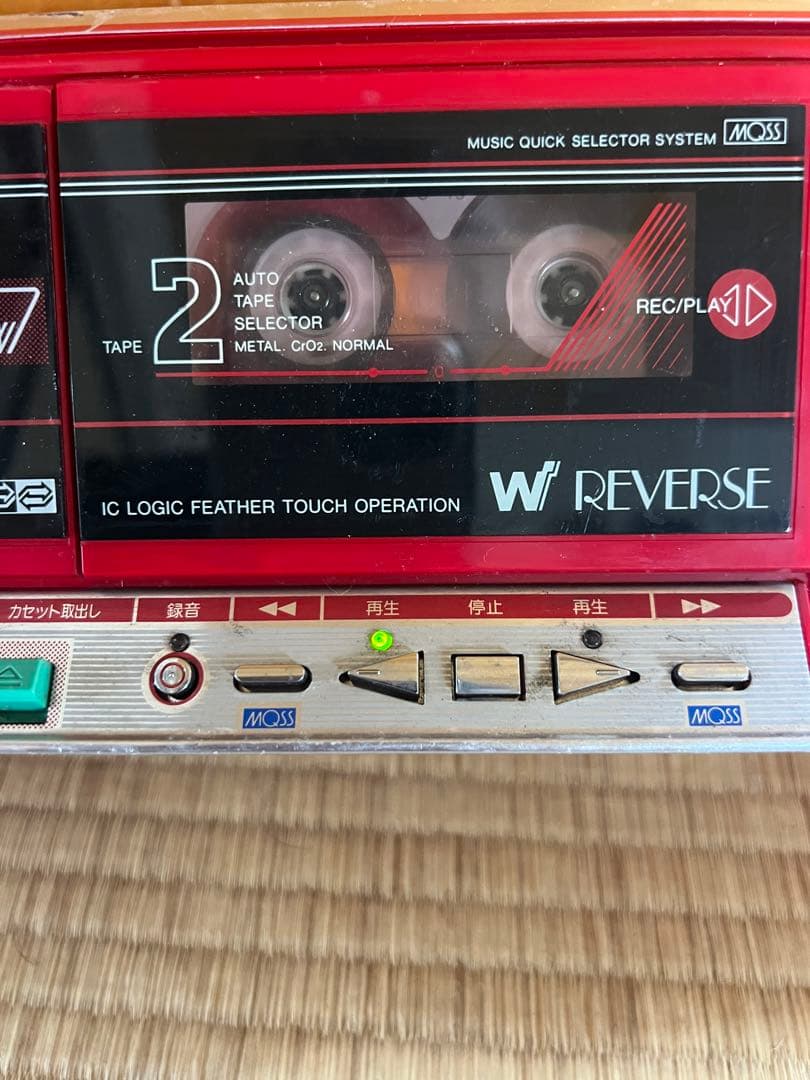 MUSIC QUICK SELECTOR SYSTEM MQSS
TAPE 2
AUTO
TAPE
SELECTOR
METAL. CrO2. NORMAL
REC/PLAY
0
IC LOGIC FEATHER TOUCH OPERATION
W REVERSE
カセット取出し 録音 再生 停止 再生
MQSS MQSS